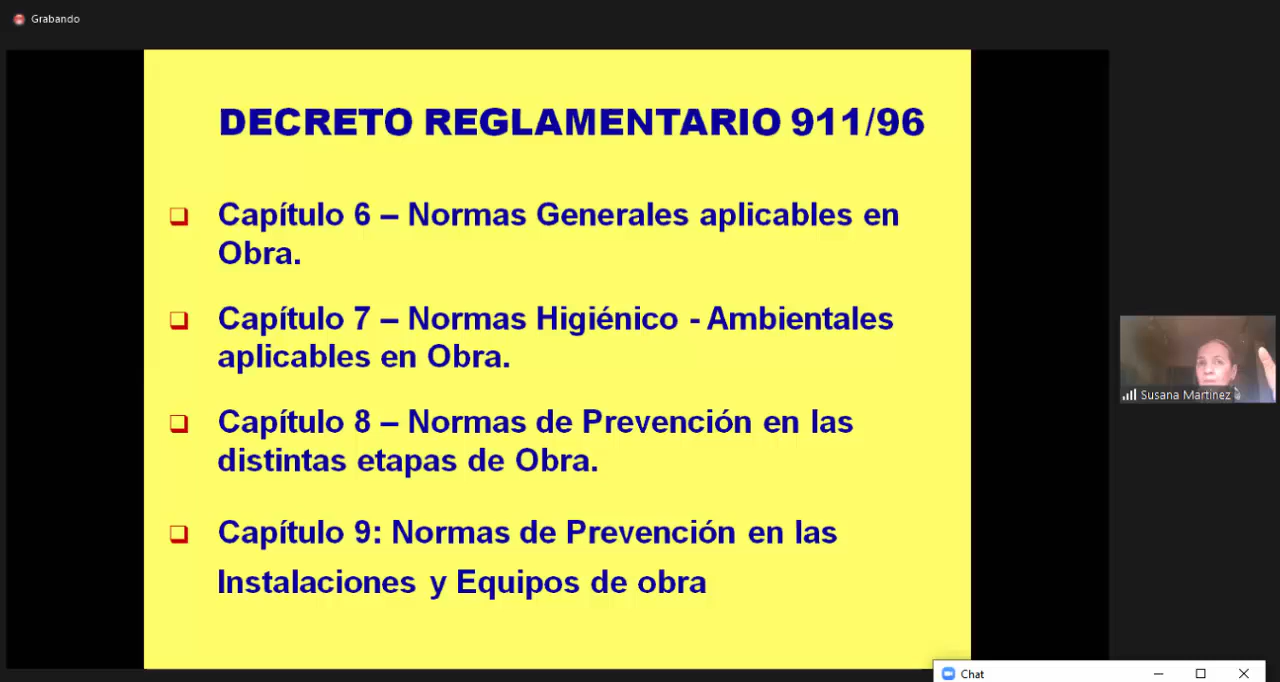 Grabando
DECRETO REGLAMENTARIO 911/96
❑ Capítulo 6 – Normas Generales aplicables en
Obra.
❑ Capítulo 7 – Normas Higiénico - Ambientales
aplicables en Obra.
❑ Capítulo 8 – Normas de Prevención en las
distintas etapas de Obra.
❑ Capítulo 9: Normas de Prevención en las
Instalaciones y Equipos de obra
Susana Martinez
Chat